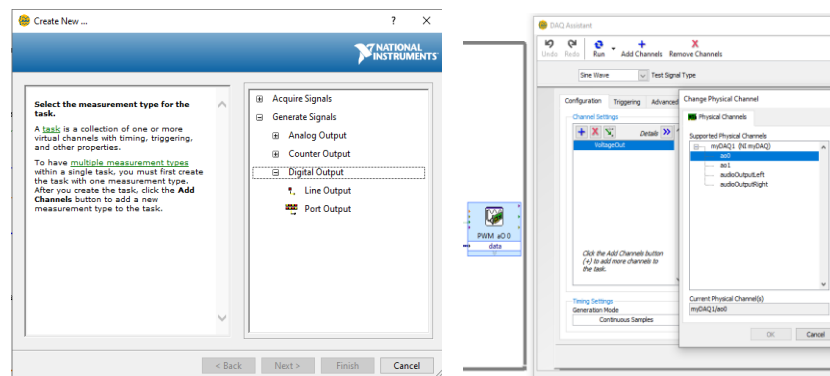 Create New ...
NATIONAL
INSTRUMENTS
Select the measurement type for the
task.
A task is a collection of one or more
virtual channels with timing, triggering,
and other properties.
To have multiple measurement types
within a single task, you must first create
the task with one measurement type.
After you create the task, click the Add
Channels button to add a new
measurement type to the task.
Acquire Signals
Generate Signals
Analog Output
Counter Output
Digital Output
Line Output
Port Output
< Back
Next >
Finish
Cancel
PWM aO 0
data
DAQ Assistant
Undo Redo Run Add Channels Remove Channels
Sine Wave Test Signal Type
Configuration Triggering Advanced
Channel Settings
Details
VoltageOut
Click the Add Channels button
(+) to add more channels to
the task.
Timing Settings
Generation Mode
Continuous Samples
Change Physical Channel
Physical Channels
Supported Physical Channels
myDAQ1 (NI myDAQ)
ao0
ao1
audioOutputLeft
audioOutputRight
Current Physical Channel(s)
myDAQ1/ao0
OK
Cancel